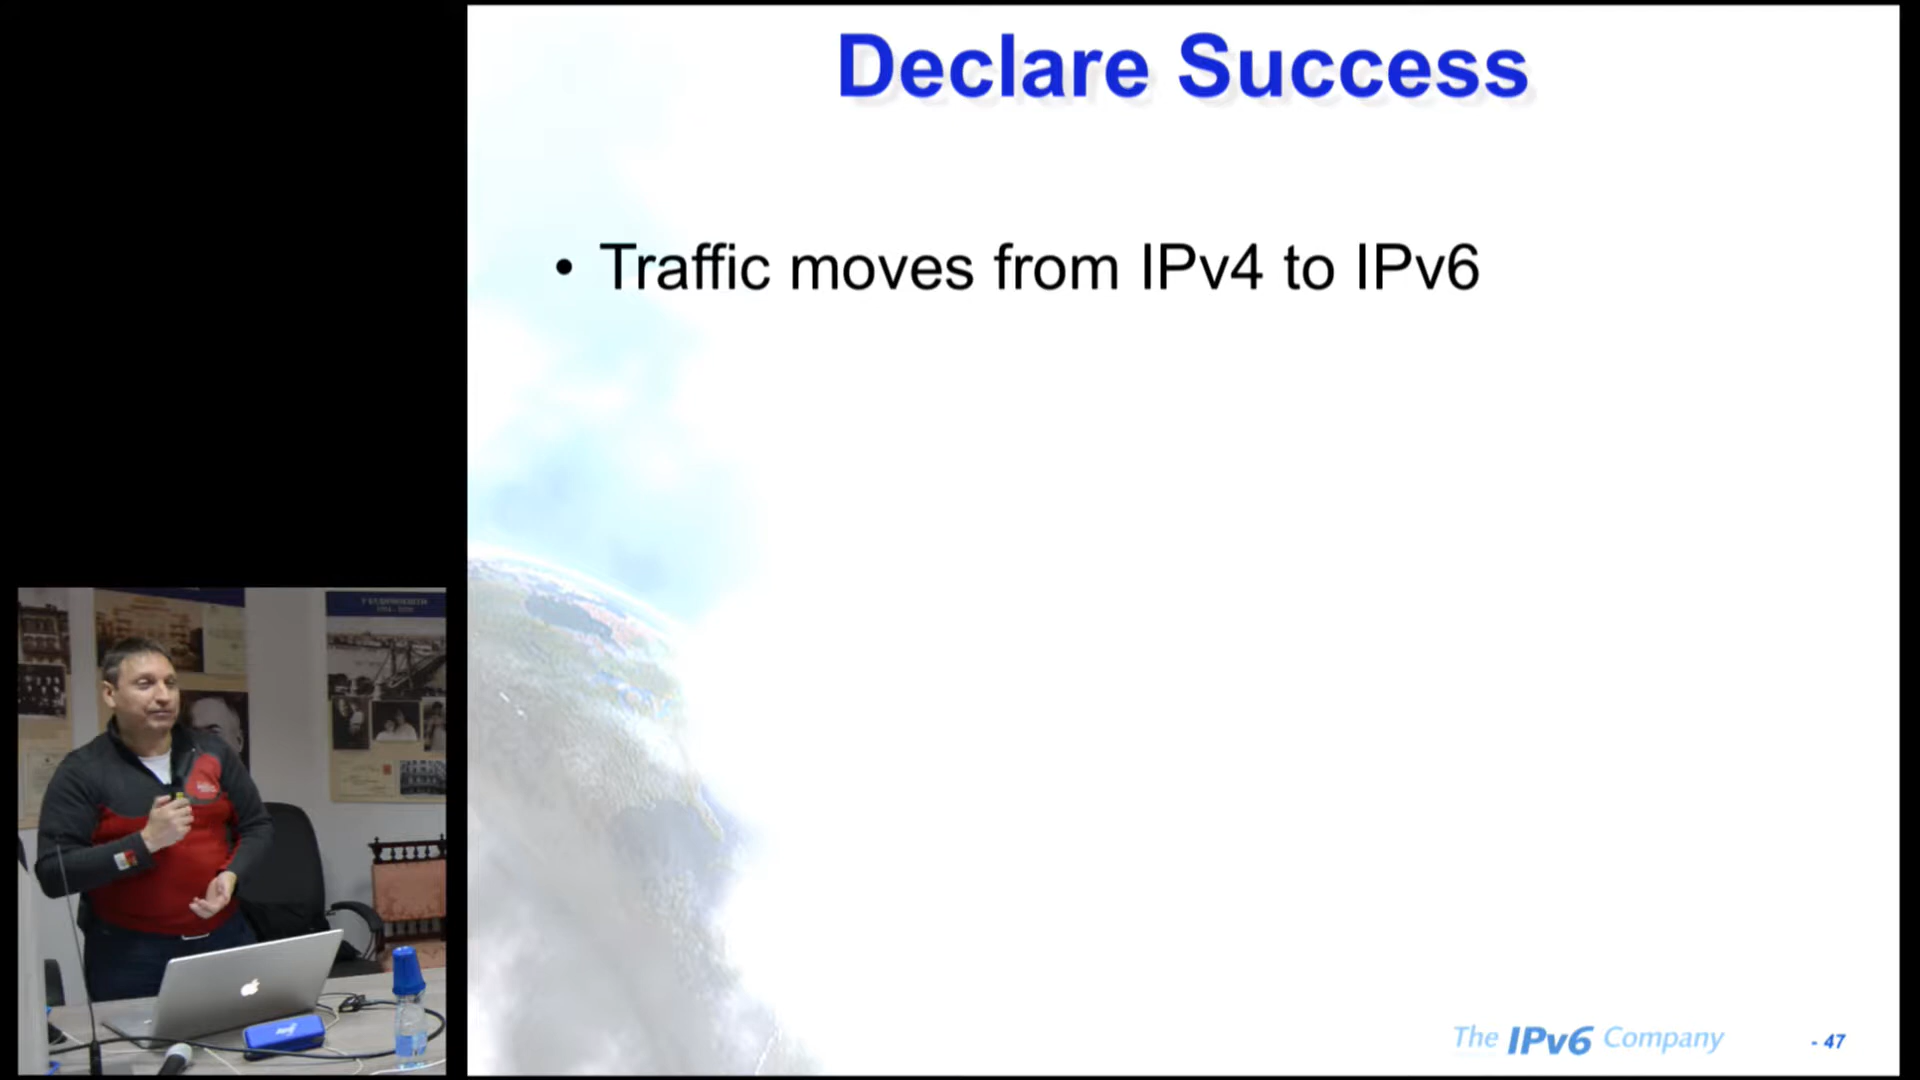 Declare Success
• Traffic moves from IPv4 to IPv6
The IPv6 Company
- 47